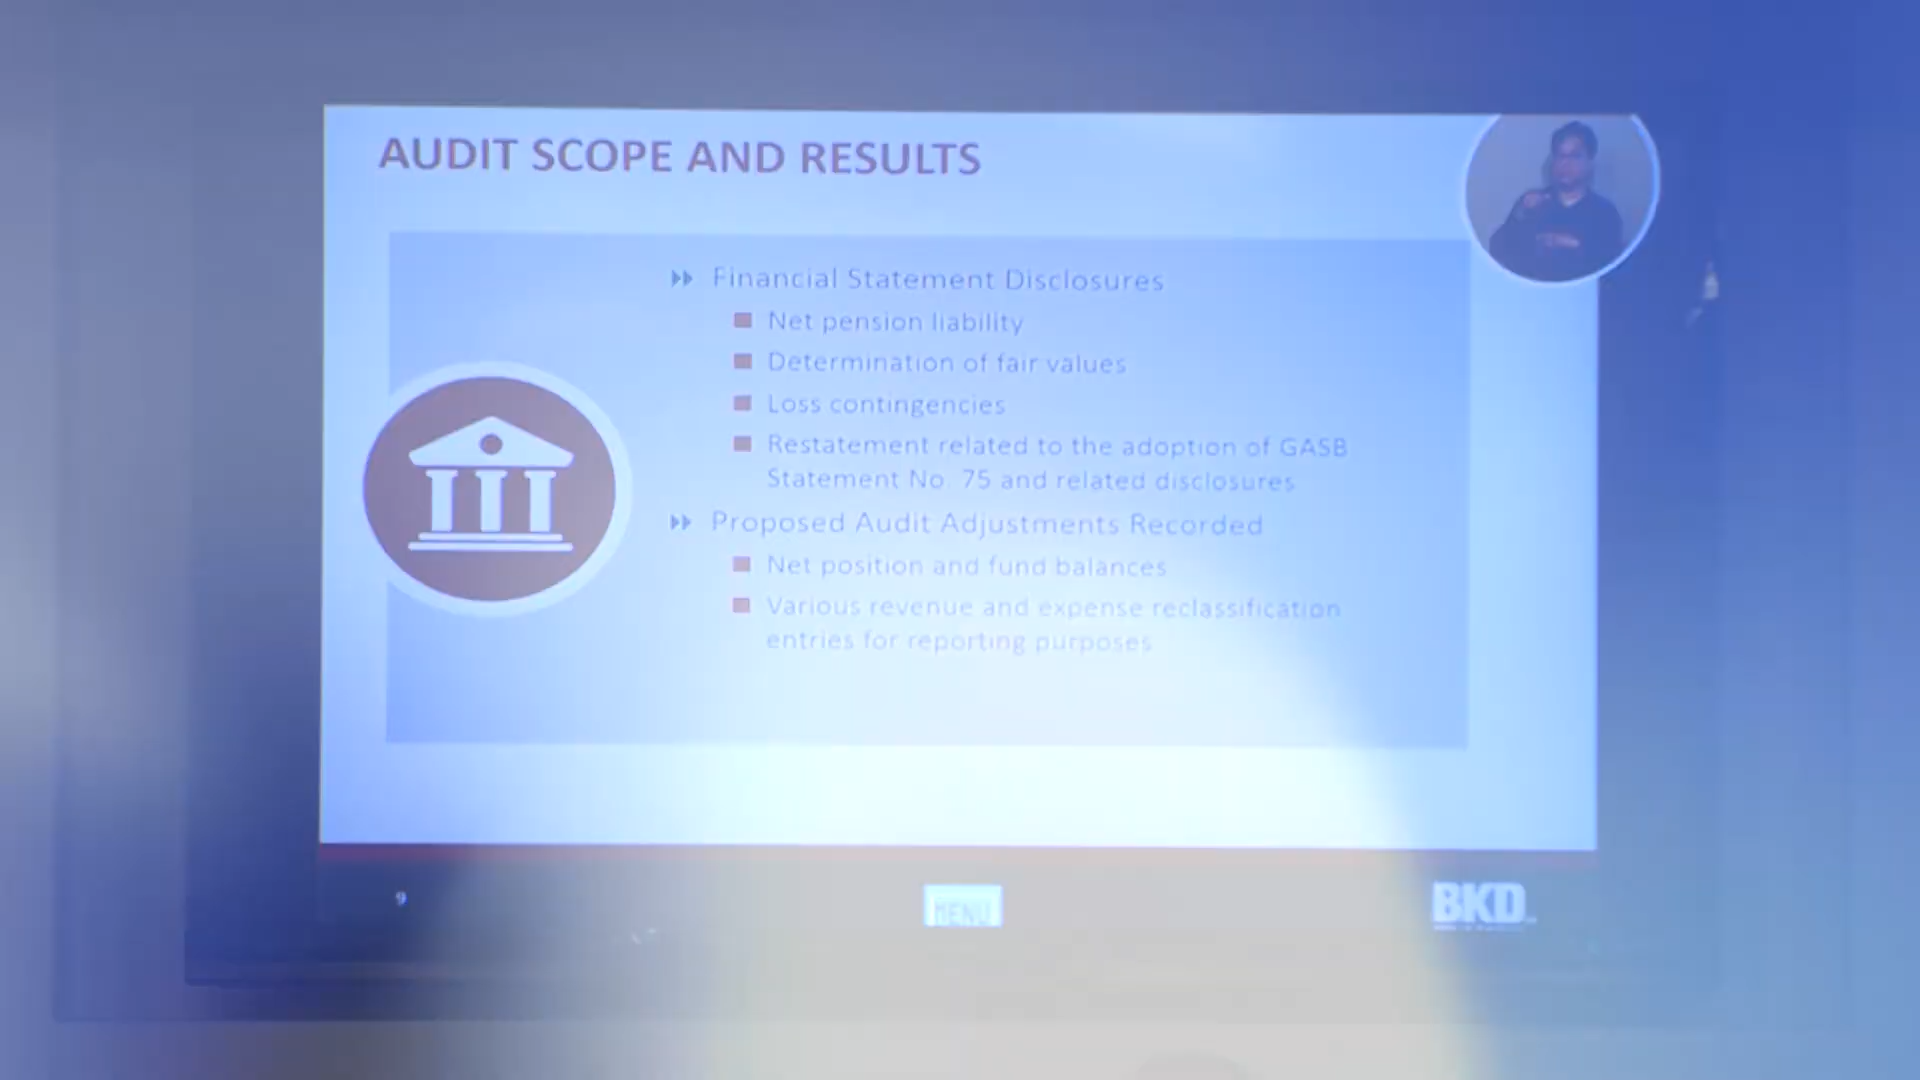 AUDIT SCOPE AND RESULTS
Financial Statement Disclosures
Net pension liability
Determination of fair values
Loss contingencies
Restatement related to the adoption of GASB
Statement No. 75 and related disclosures
Proposed Audit Adjustments Recorded
Net position and fund balances
Various revenue and expense reclassification
entries for reporting purposes
9
MENU
BKD